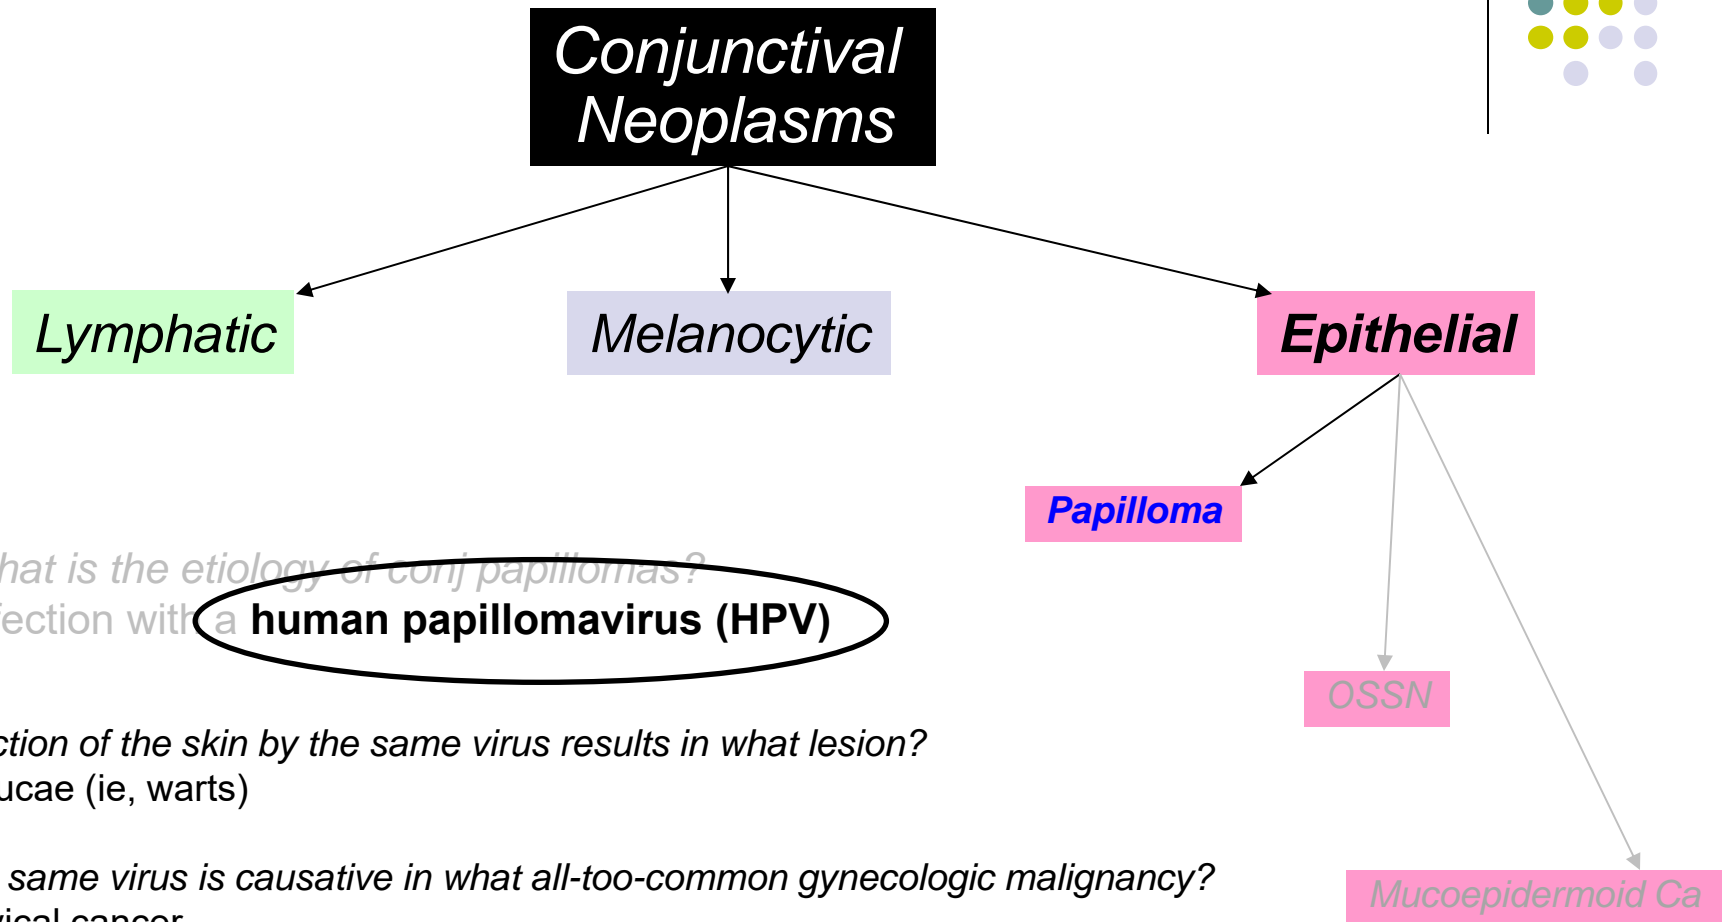 Conjunctival
Neoplasms
Lymphatic
Melanocytic
Epithelial
Papilloma
hat is the etiology of conj papillomas?
fection with a human papillomavirus (HPV)
OSSN
ction of the skin by the same virus results in what lesion?
ucae (ie, warts)
same virus is causative in what all-too-common gynecologic malignancy?
Mucoepidermoid Ca
vical cancer